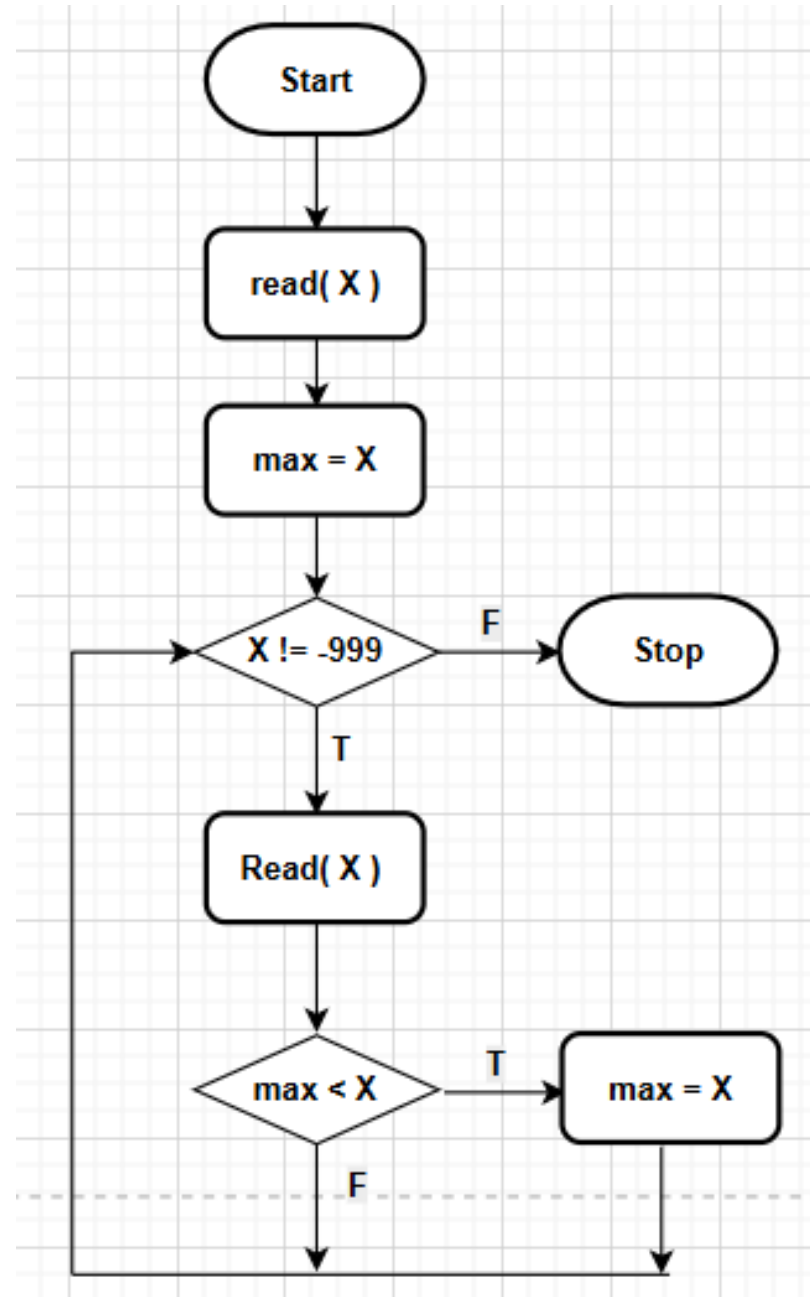 Start
read( X )
max = X
X != -999
F
Stop
T
Read( X )
max < X
T
max = X
F